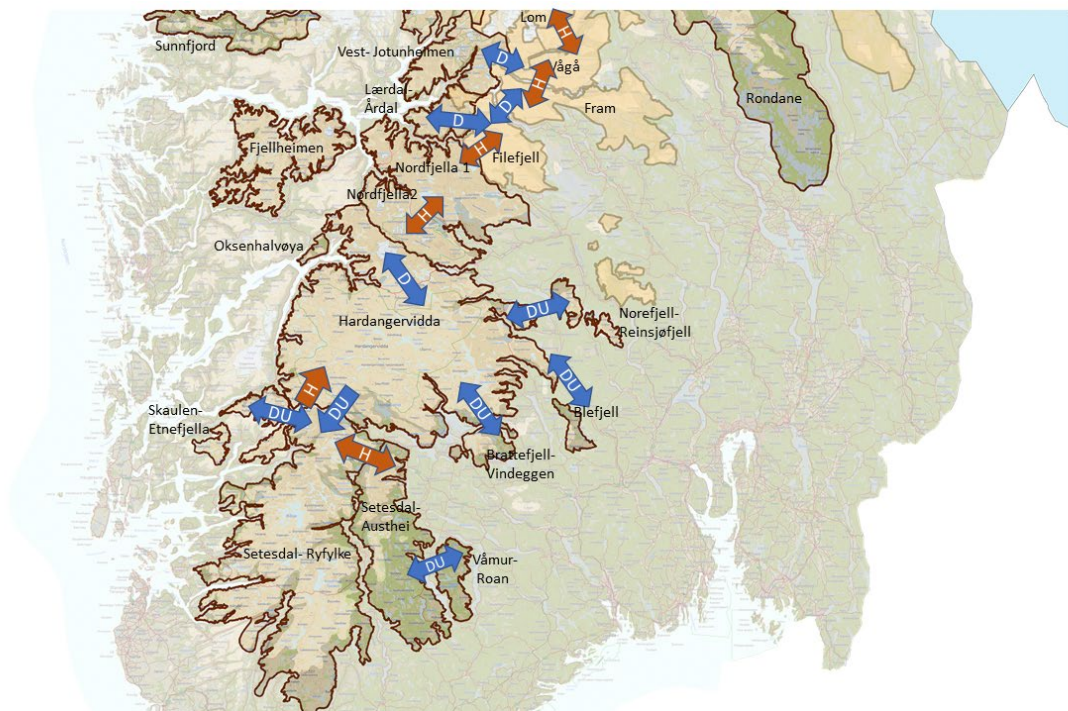 Lom
H
Sunnfjord
Vest- Jotunheimen
D
Vågå
H
Rondane
Lærdal-
Årdal
D
Fram
D
Fjellheimen
H
Filefjell
Nordfjella 1
Nordfjella2
H
Oksenhalvøya
D
DU
Norefjell-
Reinsjøfjell
Hardangervidda
H
DU
DU
DU
Skaulen-
Etnefjella
DU
Blefjell
H
Brattefjell-
Vindeggen
Setesdal-
Austhei
Setesdal- Ryfylke
DU
Våmur-
Roan